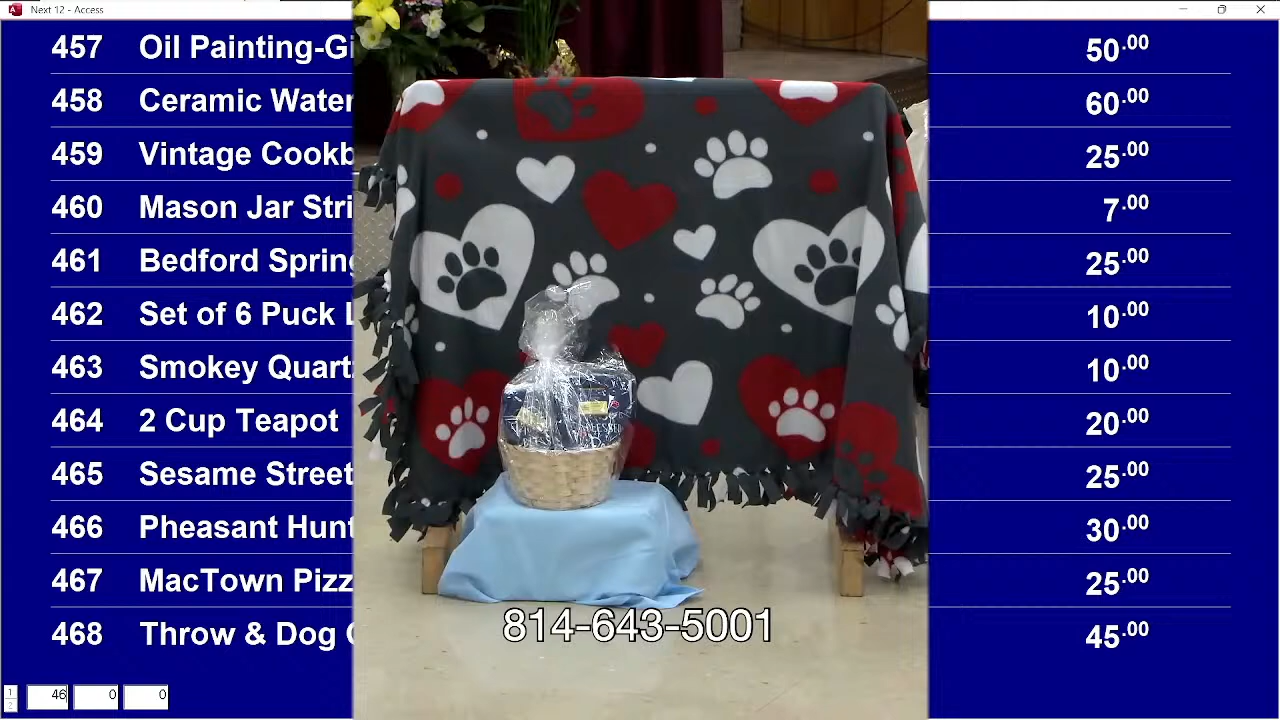 Next 12 - Access
457 Oil Painting-Gi 50.00
458 Ceramic Water 60.00
459 Vintage Cookb 25.00
460 Mason Jar Stri 7.00
461 Bedford Spring 25.00
462 Set of 6 Puck L 10.00
463 Smokey Quartz 10.00
464 2 Cup Teapot 20.00
465 Sesame Street 25.00
466 Pheasant Hunt 30.00
467 MacTown Pizz 25.00
468 Throw & Dog 45.00
814-643-5001
1
2
46 0 0